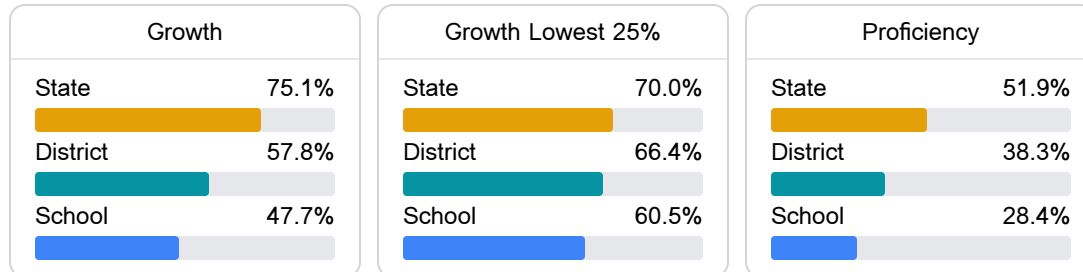 Growth
State 75.1%
District 57.8%
School 47.7%
Growth Lowest 25%
State 70.0%
District 66.4%
School 60.5%
Proficiency
State 51.9%
District 38.3%
School 28.4%